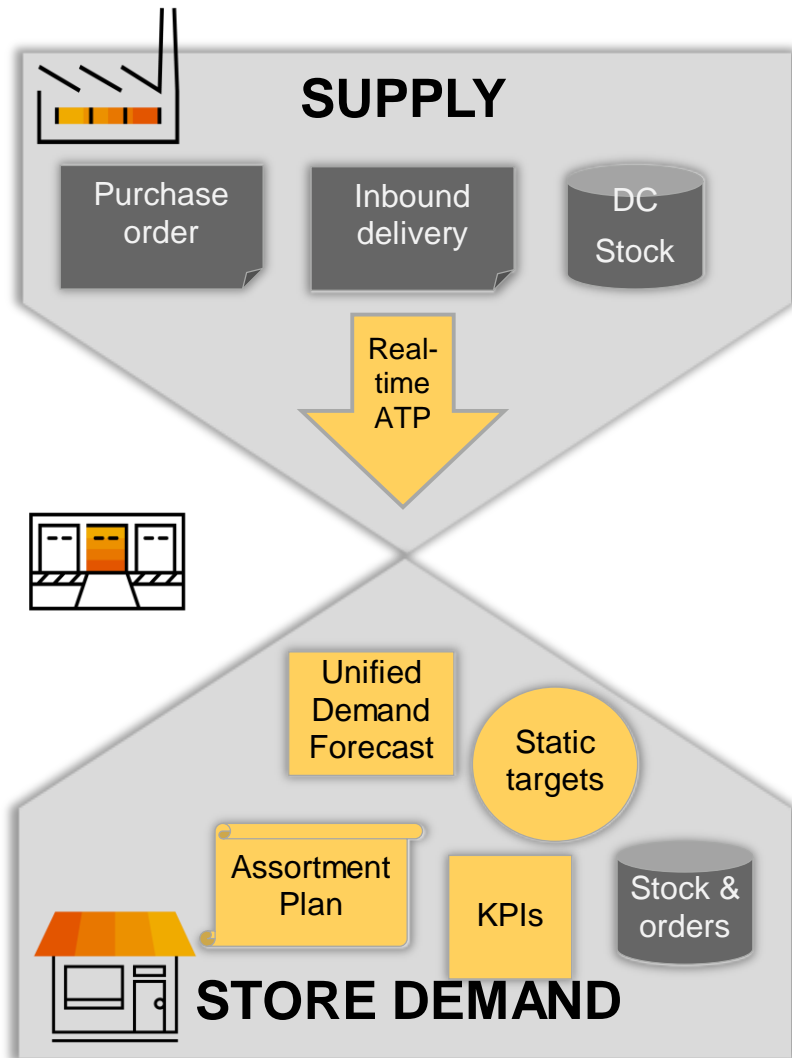 SUPPLY
Purchase
order
Inbound
delivery
DC
Stock
Real-
time
ATP
Unified
Demand
Forecast
Static
targets
Assortment
Plan
KPIs
Stock &
orders
STORE DEMAND